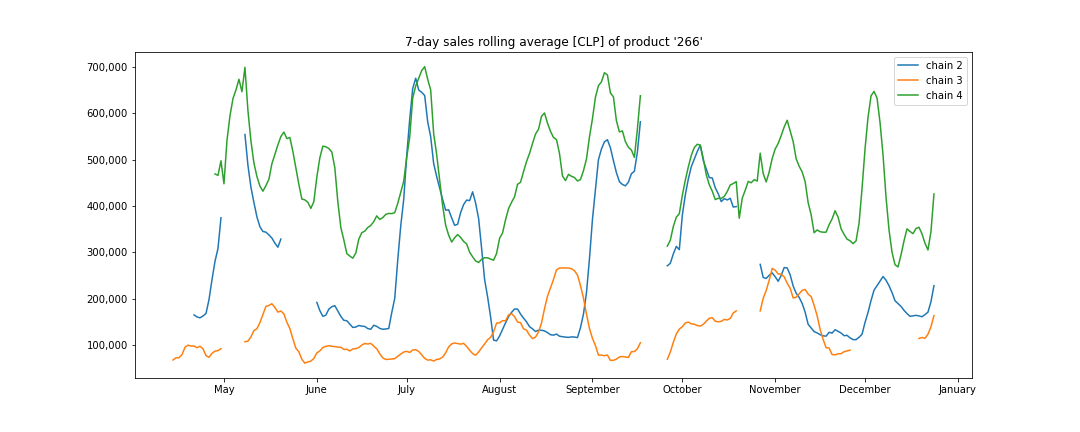 7-day sales rolling average [CLP] of product '266'
chain 2
chain 3
chain 4
700,000
600,000
500,000
400,000
300,000
200,000
100,000
May June July August September October November December January